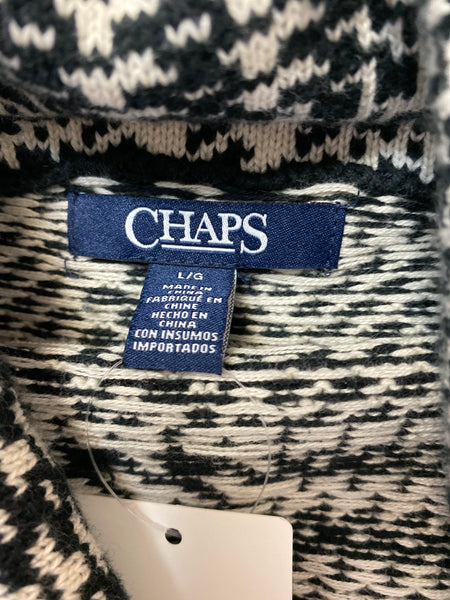 CHAPS
L/G
MADE IN
CHINA
FABRIQUÉ EN
CHINE
HECHO EN
CHINA
CON INSUMOS
IMPORTADOS